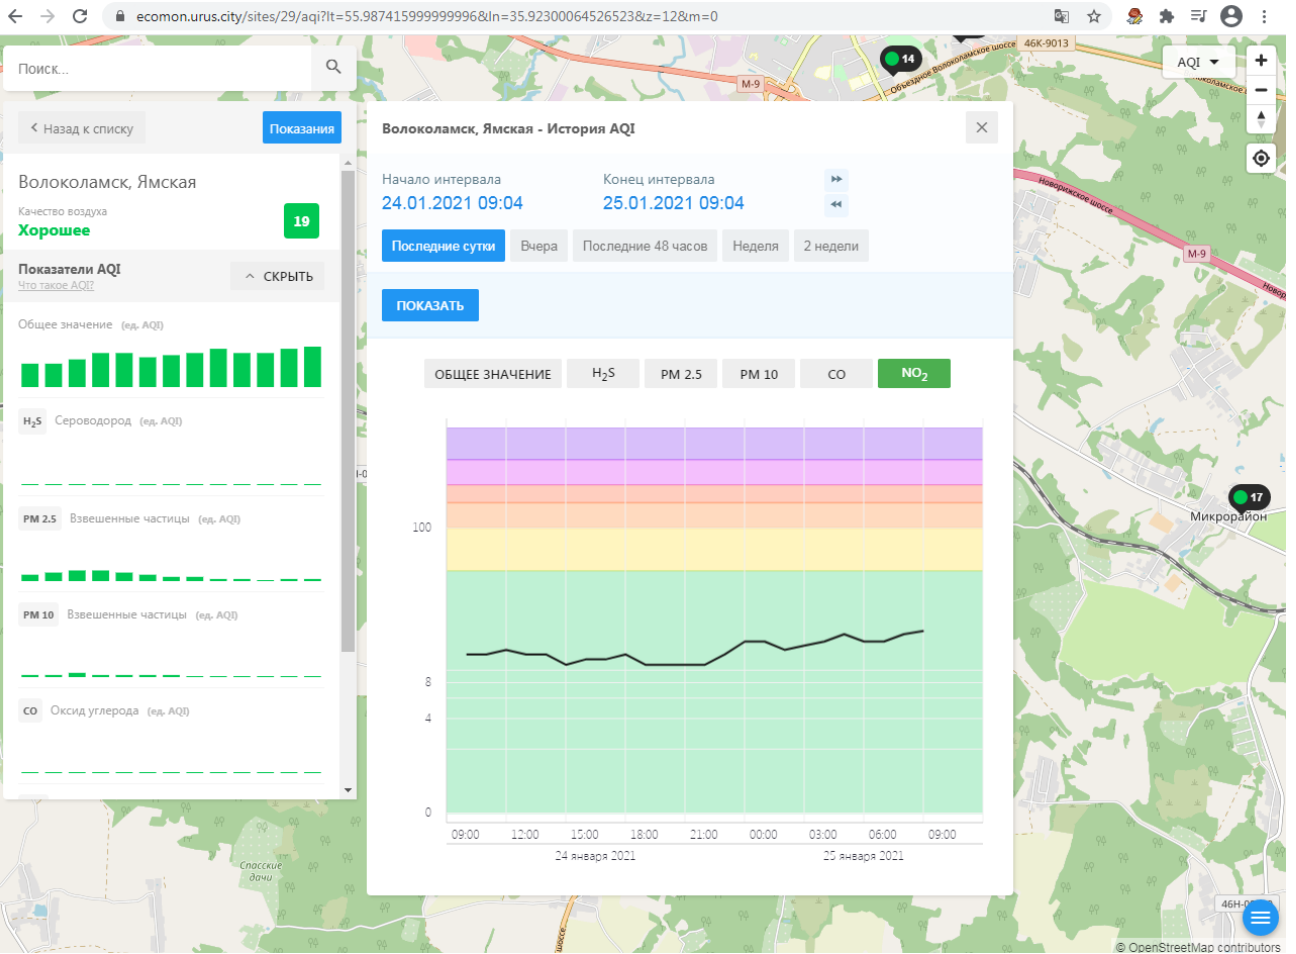 ecomon.urus.city/sites/29/aqi?lt=55.987415999999996&ln=35.92300064526523&z=12&m=0
Поиск...
46К-9013
14
М-9
Объездное Волоколамское шоссе
AQI
Назад к списку
Показания
Волоколамск, Ямская - История AQI
Волоколамск, Ямская
Качество воздуха
Хорошее
19
Показатели AQI
Что такое AQI?
СКРЫТЬ
Общее значение (ед. AQI)
H₂S Сероводород (ед. AQI)
PM 2.5 Взвешенные частицы (ед. AQI)
PM 10 Взвешенные частицы (ед. AQI)
CO Оксид углерода (ед. AQI)
Начало интервала
Конец интервала
24.01.2021 09:04
25.01.2021 09:04
Последние сутки
Вчера
Последние 48 часов
Неделя
2 недели
ПОКАЗАТЬ
ОБЩЕЕ ЗНАЧЕНИЕ
H₂S
PM 2.5
PM 10
CO
NO₂
100
8
4
0
09:00 12:00 15:00 18:00 21:00 00:00 03:00 06:00 09:00
24 января 2021
25 января 2021
Новорижское шоссе
М-9
17
Микрорайон
Спасские
дачи
шоссе
© OpenStreetMap contributors